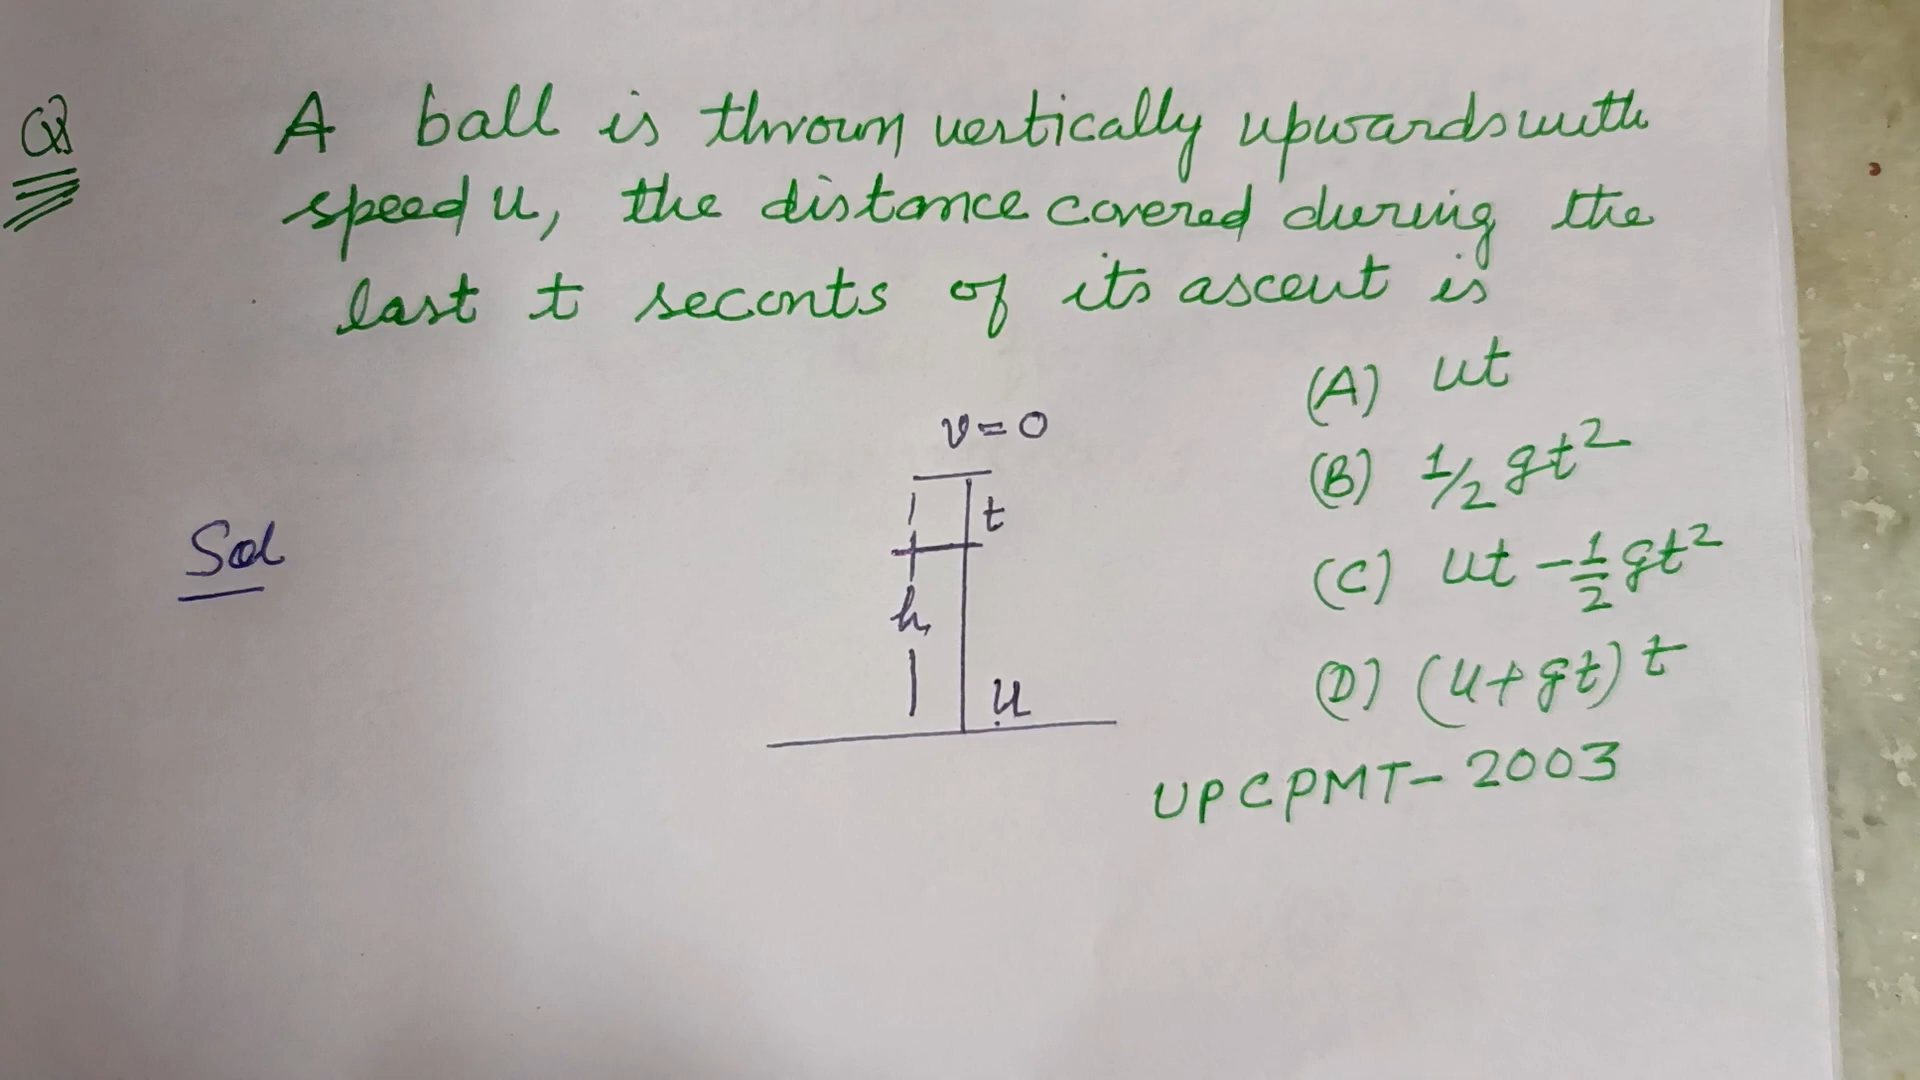 Q
A ball is thrown vertically upwards with
speed u, the distance covered during the
last t seconts of its ascent is
(A) ut
(B) 1/2 gt²
(C) ut - 1/2 gt²
(D) (u+gt) t
UPCPMT- 2003
Sol
v=0
t
h
u